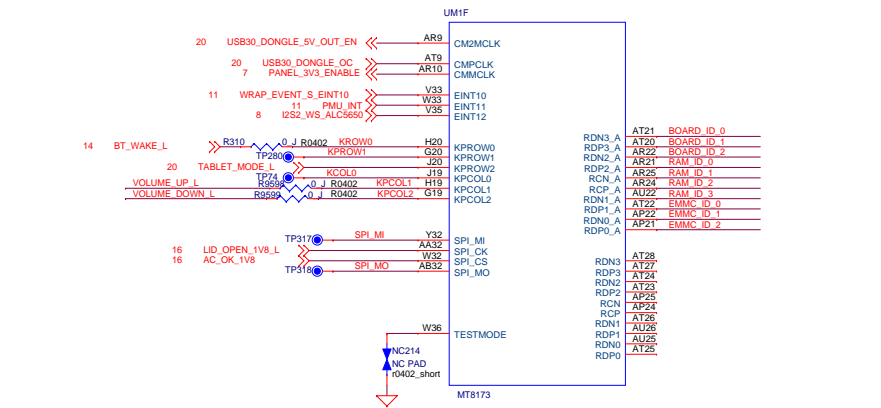 UM1F
20 USB30_DONGLE_5V_OUT_EN AR9 CM2MCLK
20 USB30_DONGLE_OC AT9 CMPCLK
7 PANEL_3V3_ENABLE AR10 CMMCLK
11 WRAP_EVENT_S_EINT10 V33 EINT10
11 PMU_INT W33 EINT11
8 I2S2_WS_ALC5650 V35 EINT12
RDN3_A AT21 BOARD_ID_0
RDP3_A AT20 BOARD_ID_1
RDN2_A AR22 BOARD_ID_2
RDP2_A AR21 RAM_ID_0
RCN_A AR25 RAM_ID_1
RCP_A AR24 RAM_ID_2
RDN1_A AU22 RAM_ID_3
RDP1_A AT22 EMMC_ID_0
RDN0_A AP22 EMMC_ID_1
RDP0_A AP21 EMMC_ID_2
14 BT_WAKE_L R310 0_J R0402 KROW0 H20 KPROW0
TP280 KPROW1 G20 KPROW1
20 TABLET_MODE_L J20 KPROW2
TP74 KCOL0 J19 KPCOL0
VOLUME_UP_L R9598 0_J R0402 KPCOL1 H19 KPCOL1
VOLUME_DOWN_L R9599 0_J R0402 KPCOL2 G19 KPCOL2
TP317 SPI_MI Y32 SPI_MI
16 LID_OPEN_1V8_L AA32 SPI_CK
16 AC_OK_1V8 W32 SPI_CS
TP318 SPI_MO AB32 SPI_MO
RDN3 AT28
RDP3 AT27
RDN2 AT24
RDP2 AT23
RCN AP25
RCP AP24
RDN1 AT26
RDP1 AU26
RDN0 AU25
RDP0 AT25
W36 TESTMODE
NC214
NC PAD
r0402_short
MT8173